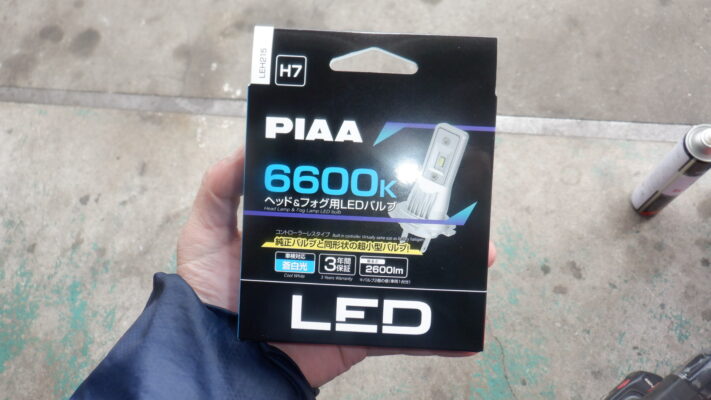 LEH215
H7
PIAA
6600K
ヘッド&フォグ用LEDバルブ
Head Lamp & Fog Lamp LED bulb
コントローラーレスタイプ
純正バルブと同形状の超小型バルブ!
車検対応
蒼白光
Cool White
3年間保証
3 Years Warranty
2600lm
LED